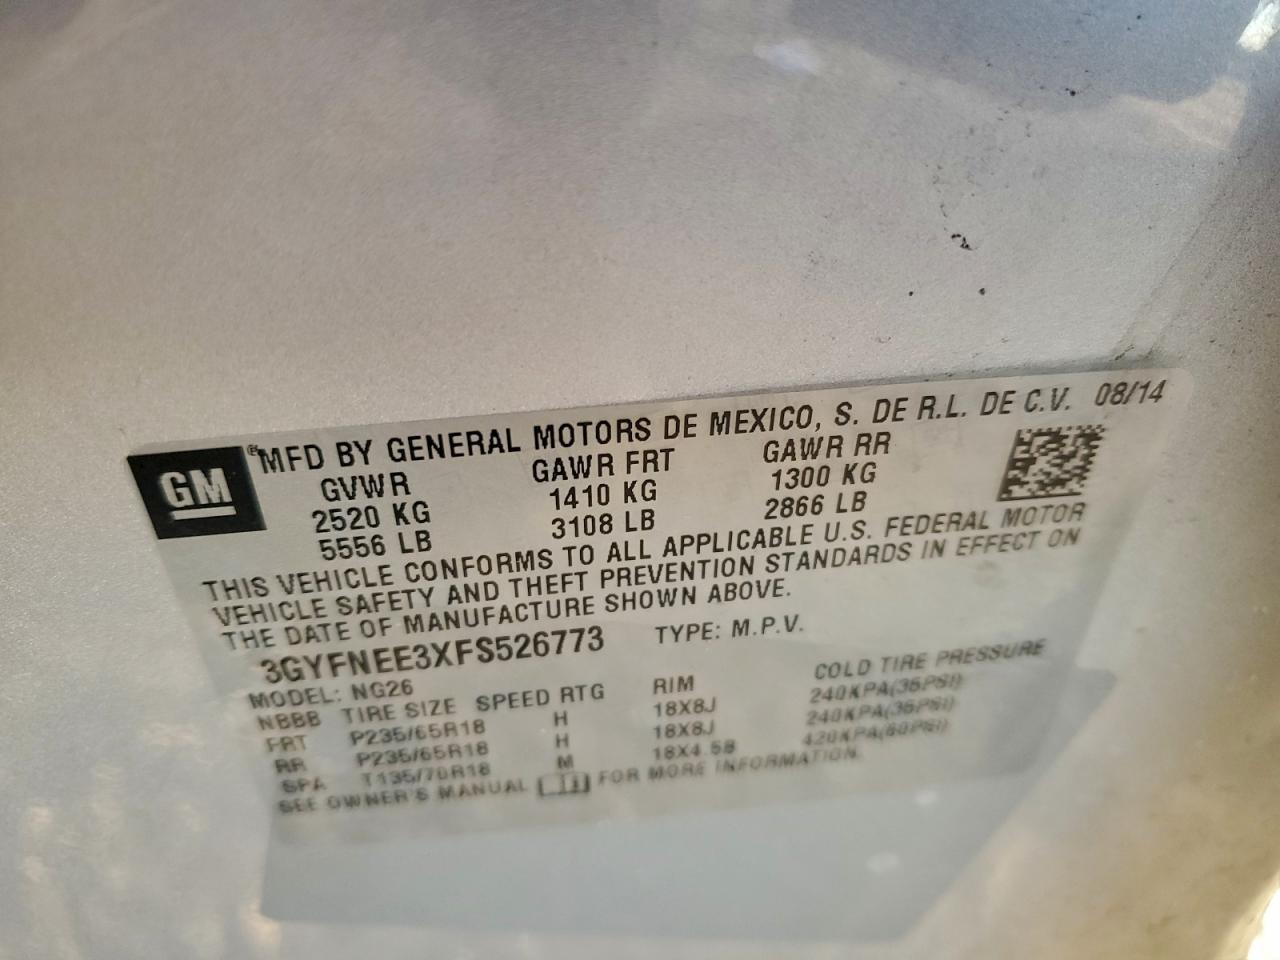 GM
® MFD BY GENERAL MOTORS DE MEXICO, S. DE R.L. DE C.V. 08/14
GVWR GAWR FRT GAWR RR
2520 KG 1410 KG 1300 KG
5556 LB 3108 LB 2866 LB
THIS VEHICLE CONFORMS TO ALL APPLICABLE U.S. FEDERAL MOTOR
VEHICLE SAFETY AND THEFT PREVENTION STANDARDS IN EFFECT ON
THE DATE OF MANUFACTURE SHOWN ABOVE.
3GYFNEE3XFS526773 TYPE: M.P.V.
MODEL: NG26
NBBB TIRE SIZE SPEED RTG RIM COLD TIRE PRESSURE
FRT P235/65R18 H 18X8J 240KPA(35PSI)
RR P235/65R18 H 18X8J 240KPA(35PSI)
SPA T135/70R18 M 18X4.5B 420KPA(60PSI)
SEE OWNER'S MANUAL FOR MORE INFORMATION.